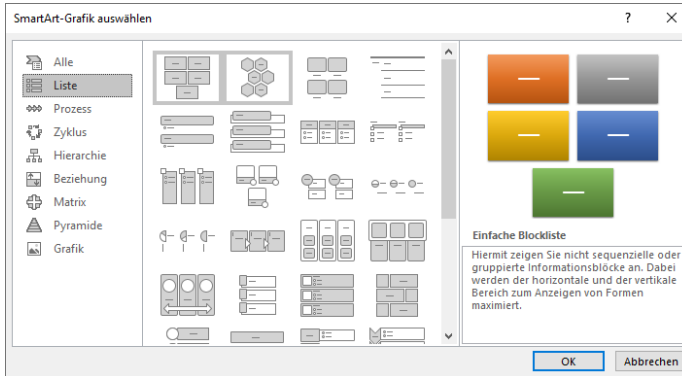 SmartArt-Grafik auswählen
?
Alle
Liste
Prozess
Zyklus
Hierarchie
Beziehung
Matrix
Pyramide
Grafik
Einfache Blockliste
Hiermit zeigen Sie nicht sequenzielle oder
gruppierte Informationsblöcke an. Dabei
werden der horizontale und der vertikale
Bereich zum Anzeigen von Formen
maximiert.
OK
Abbrechen